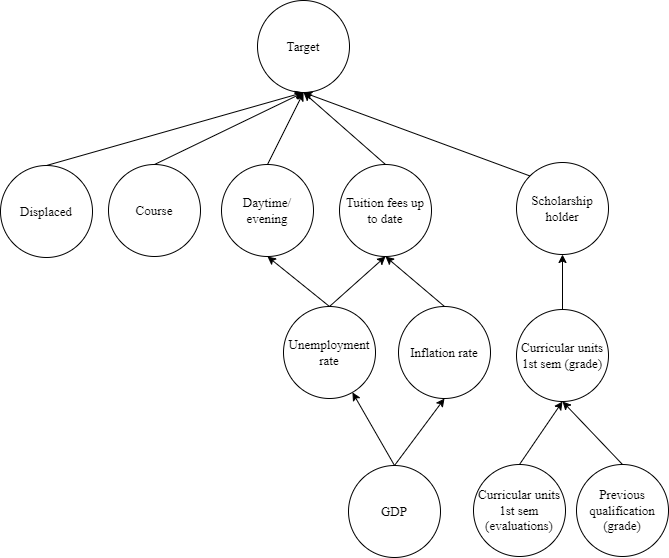 Target
Displaced
Course
Daytime/
evening
Tuition fees up
to date
Scholarship
holder
Unemployment
rate
Inflation rate
Curricular units
1st sem (grade)
GDP
Curricular units
1st sem
(evaluations)
Previous
qualification
(grade)